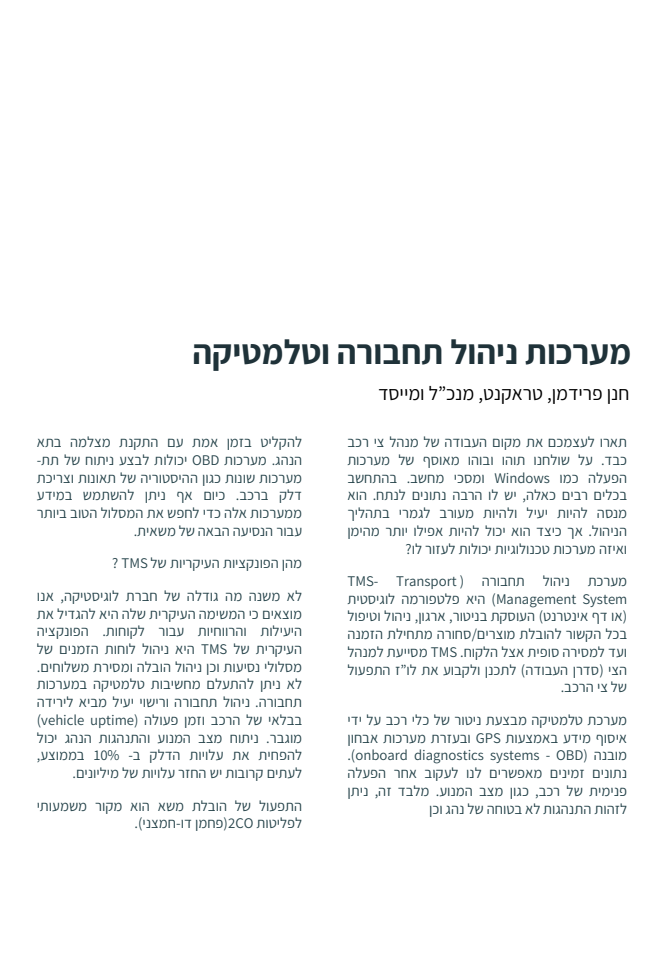 מערכות ניהול תחבורה וטלמטיקה
חנן פרידמן, טראקנט, מנכ”ל ומייסד
תארו לעצמכם את מקום העבודה של מנהל צי רכב
כבד. על שולחנו תוהו ובוהו מאוסף של מערכות
הפעלה כמו Windows ומסכי מחשב. בהתחשב
בכלים רבים כאלה, יש לו הרבה נתונים לנתח. הוא
מנסה להיות יעיל ולהיות מעורב לגמרי בתהליך
הניהול. אך כיצד הוא יכול להיות אפילו יותר מהימן
ואיזה מערכות טכנולוגיות יכולות לעזור לו?
מערכת ניהול תחבורה (TMS- Transport
Management System) היא פלטפורמה לוגיסטית
(או דף אינטרנט) העוסקת בניטור, ארגון, ניהול וטיפול
בכל הקשור להובלת מוצרים/סחורה מתחילת הזמנה
ועד למסירה סופית אצל הלקוח. TMS מסייעת למנהל
הצי (סדרן העבודה) לתכנן ולקבוע את לו”ז התפעול
של צי הרכב.
מערכת טלמטיקה מבצעת ניטור של כלי רכב על ידי
איסוף מידע באמצעות GPS ובעזרת מערכות אבחון
מובנה (onboard diagnostics systems - OBD).
נתונים זמינים מאפשרים לנו לעקוב אחר הפעלה
פנימית של רכב, כגון מצב המנוע. מלבד זה, ניתן
לזהות התנהגות לא בטוחה של נהג וכן
להקליט בזמן אמת עם התקנת מצלמה בתא
הנהג. מערכות OBD יכולות לבצע ניתוח של תת-
מערכות שונות כגון ההיסטוריה של תאונות וצריכת
דלק ברכב. כיום אף ניתן להשתמש במידע
ממערכות אלה כדי לחפש את המסלול הטוב ביותר
עבור הנסיעה הבאה של משאית.
מהן הפונקציות העיקריות של TMS ?
לא משנה מה גודלה של חברת לוגיסטיקה, אנו
מוצאים כי המשימה העיקרית שלה היא להגדיל את
היעילות והרווחיות עבור לקוחות. הפונקציה
העיקרית של TMS היא ניהול לוחות הזמנים של
מסלולי נסיעות וכן ניהול הובלה ומסירת משלוחים.
לא ניתן להתעלם מחשיבות טלמטיקה במערכות
תחבורה. ניהול תחבורה ורישוי יעיל מביא לירידה
בבלאי של הרכב וזמן פעולה (vehicle uptime)
מוגבר. ניתוח מצב המנוע והתנהגות הנהג יכול
להפחית את עלויות הדלק ב- 10% בממוצע,
לעתים קרובות יש החזר עלויות של מיליונים.
התפעול של הובלת משא הוא מקור משמעותי
לפליטות 2CO(פחמן דו-חמצני).